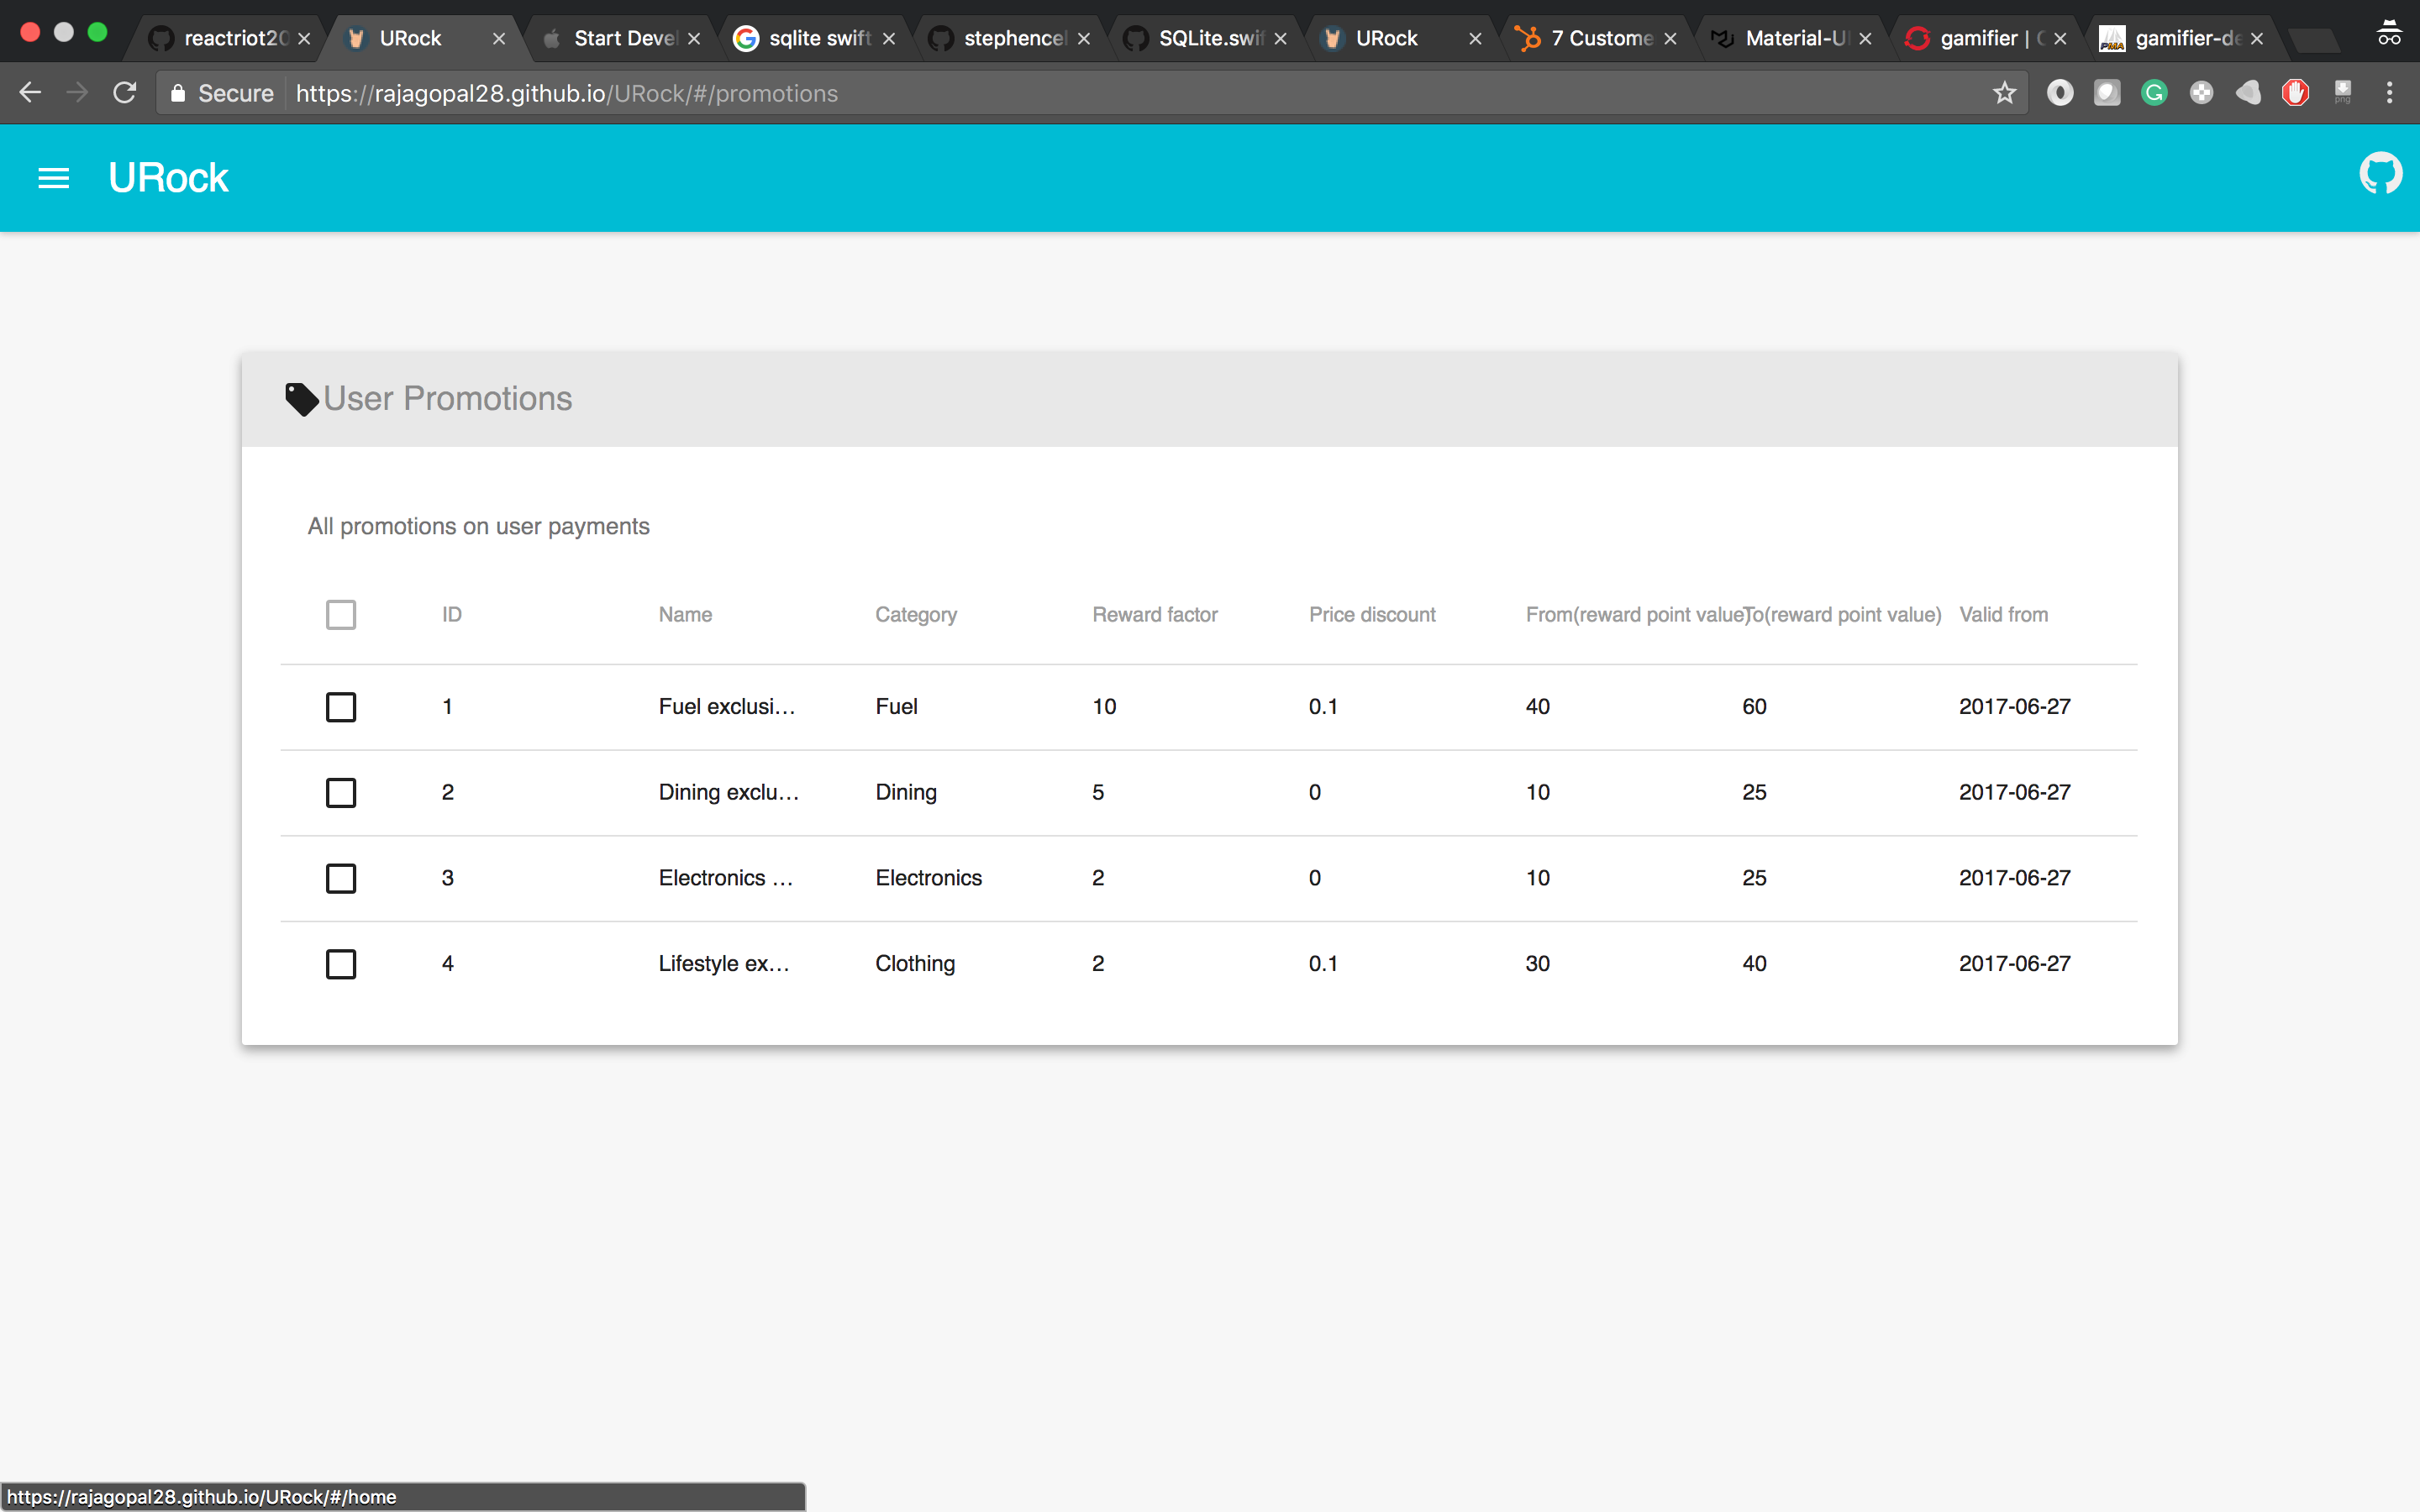 reactriot20 URock Start Devel sqlite swift stephencel SQLite.swif URock 7 Custome Material-UI gamifier | gamifier-de
Secure https://rajagopal28.github.io/URock/#/promotions png
URock
User Promotions
All promotions on user payments
ID Name Category Reward factor Price discount From(reward point value) To(reward point value) Valid from
1 Fuel exclusi... Fuel 10 0.1 40 60 2017-06-27
2 Dining exclu... Dining 5 0 10 25 2017-06-27
3 Electronics ... Electronics 2 0 10 25 2017-06-27
4 Lifestyle ex... Clothing 2 0.1 30 40 2017-06-27
https://rajagopal28.github.io/URock/#/home